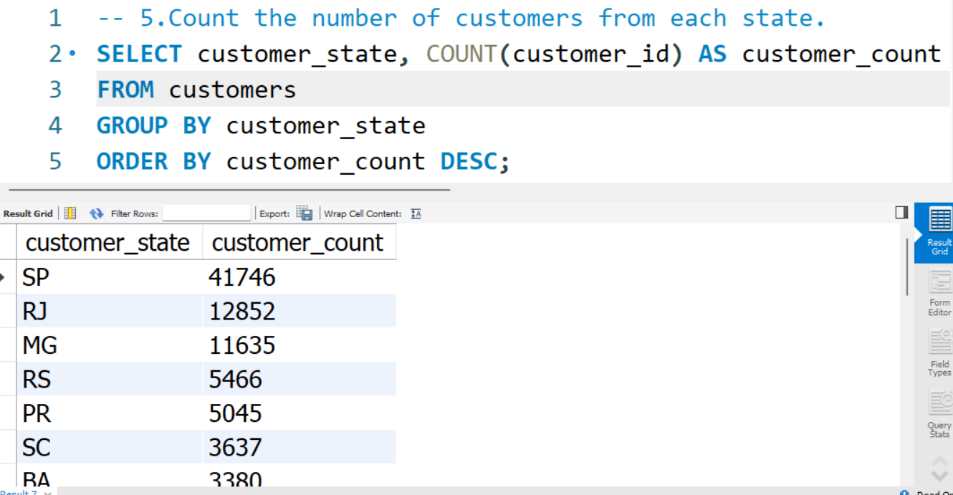 1 -- 5.Count the number of customers from each state.
2 SELECT customer_state, COUNT(customer_id) AS customer_count
3 FROM customers
4 GROUP BY customer_state
5 ORDER BY customer_count DESC;
Result Grid Filter Rows: Export: Wrap Cell Content:
customer_state customer_count
SP 41746
RJ 12852
MG 11635
RS 5466
PR 5045
SC 3637
BA 3380
Result
Grid
Form
Editor
Field
Types
Query
Stats
Result 7